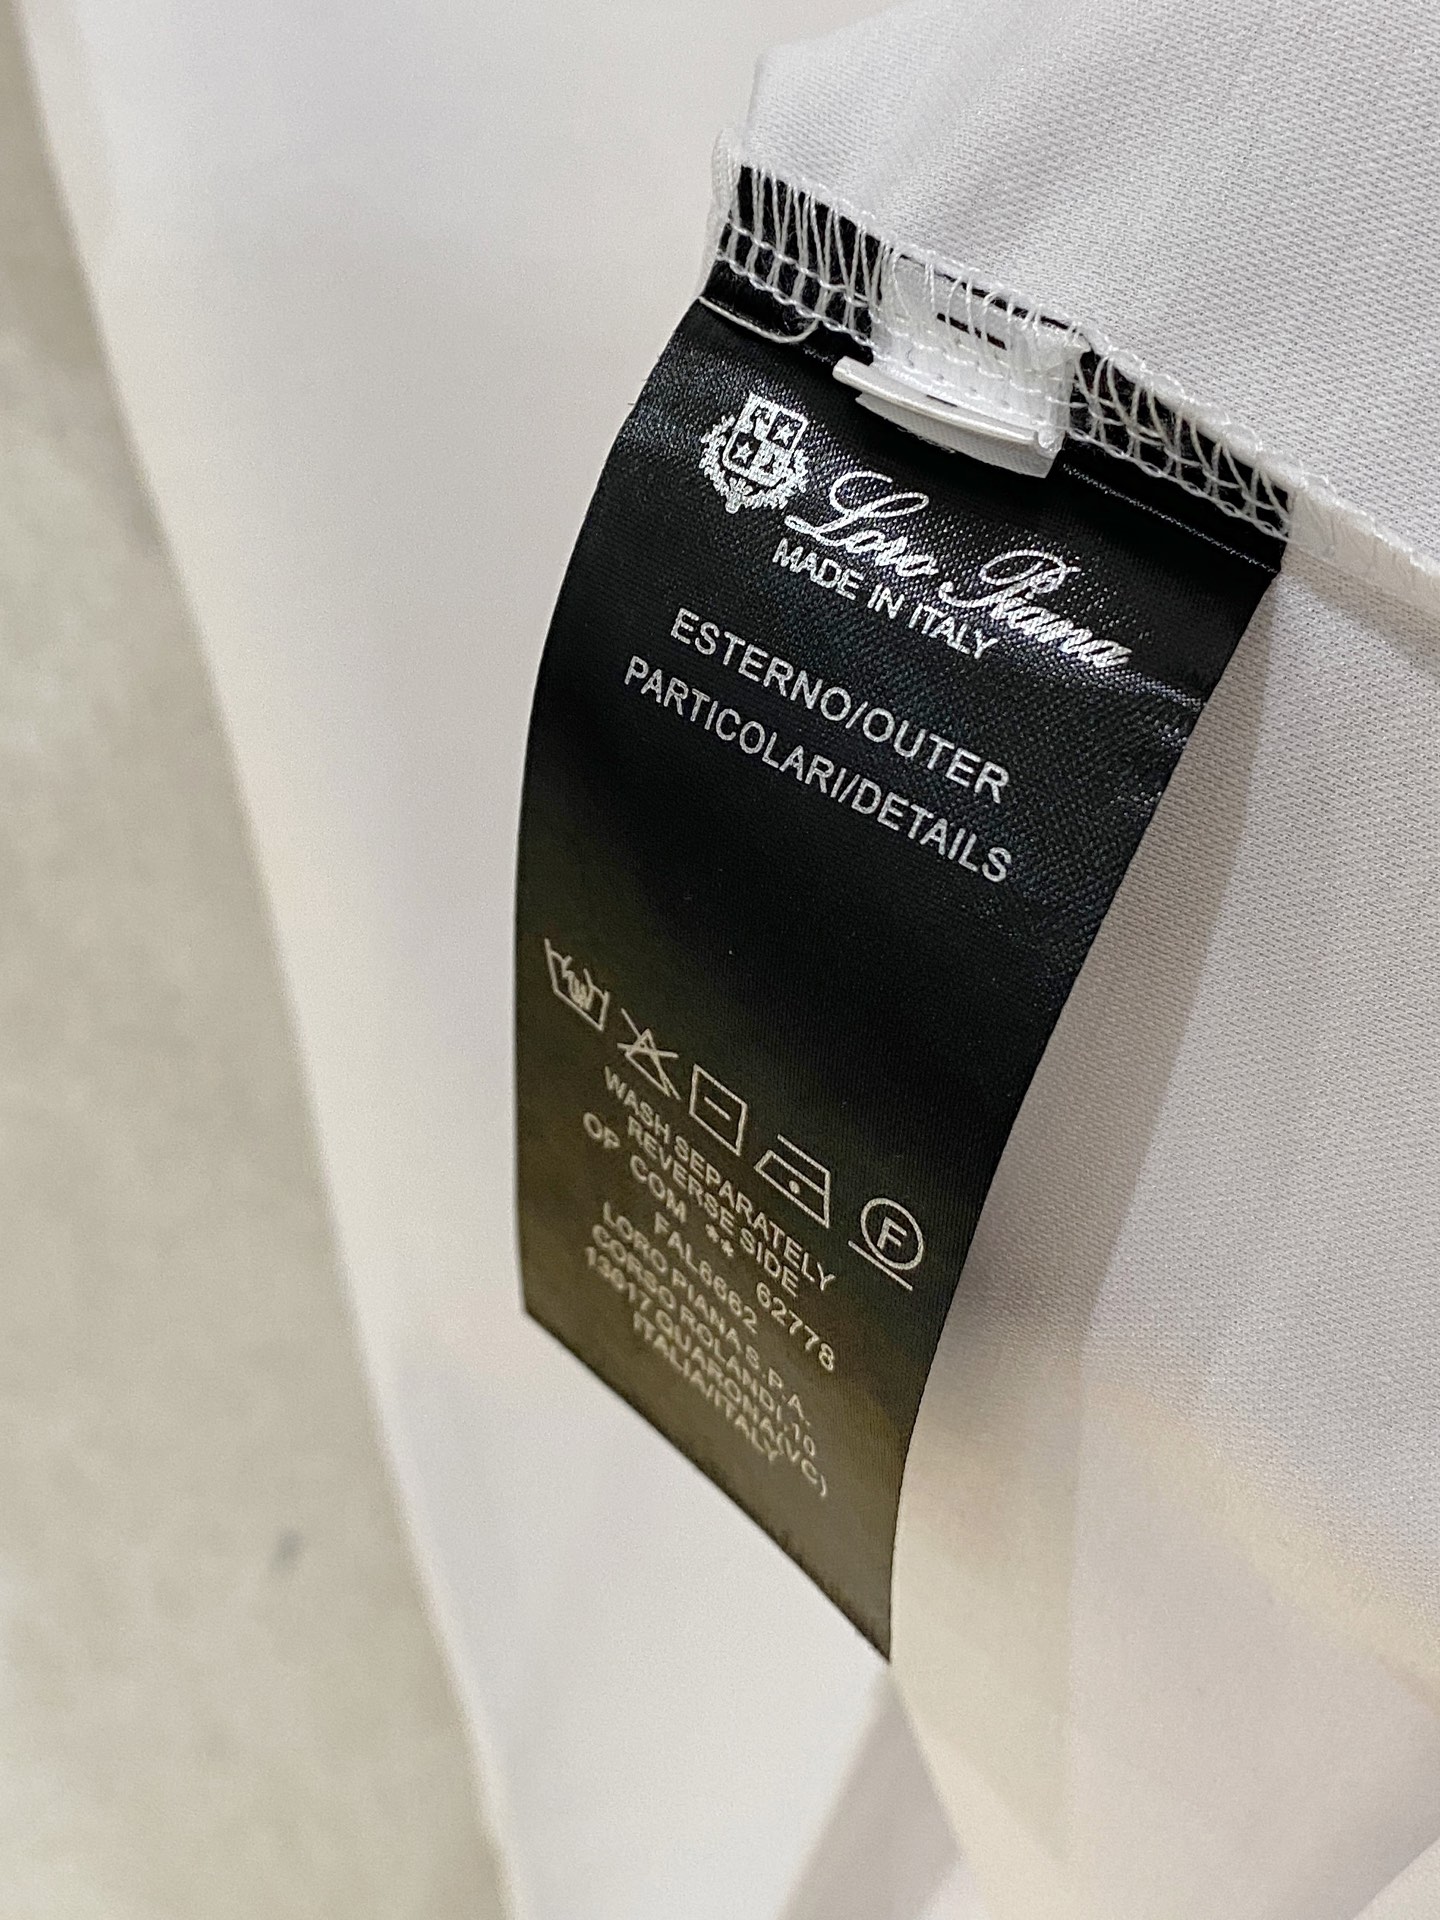 Loro Piana
MADE IN ITALY
ESTERNO/OUTER
PARTICOLARI/DETAILS
F
WASH SEPARATELY
REVERSE SIDE
OP COM ** 62778
FAL6662
LORO PIANA S.P.A.
CORSO ROLANDI,10
13017 QUARONA(VC)
ITALIA/ITALY